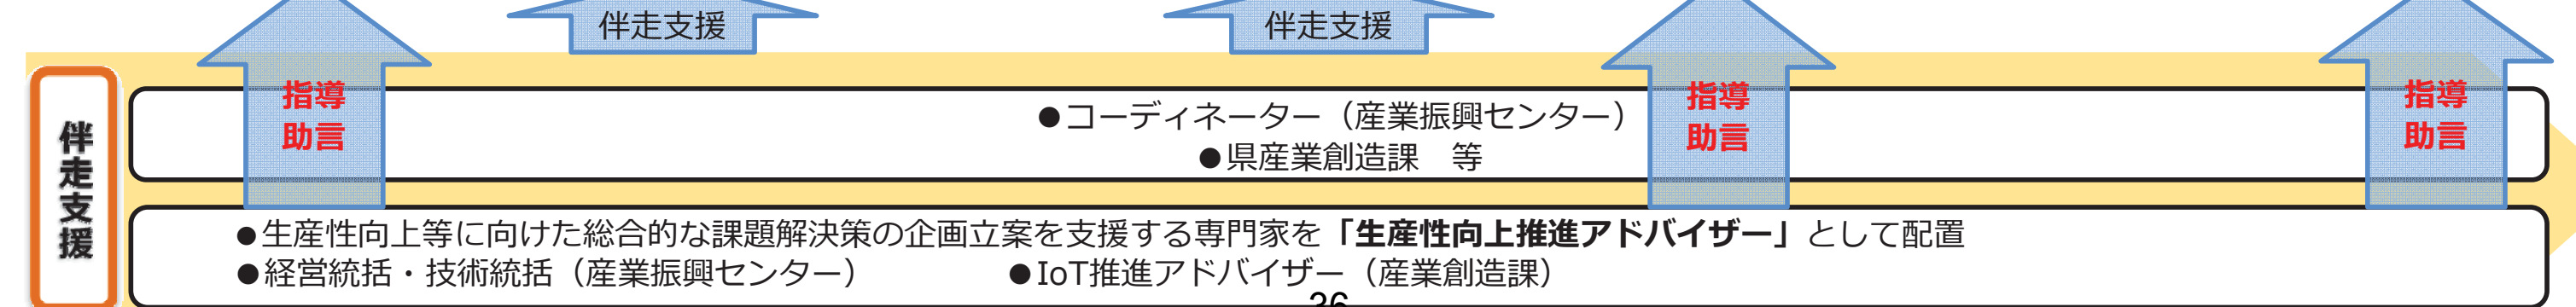 伴走支援
伴走支援
指導
助言
指導
助言
指導
助言
伴走支援
●コーディネーター（産業振興センター）
●県産業創造課　等
●生産性向上等に向けた総合的な課題解決策の企画立案を支援する専門家を「生産性向上推進アドバイザー」として配置
●経営統括・技術統括（産業振興センター）
●IoT推進アドバイザー（産業創造課）
36